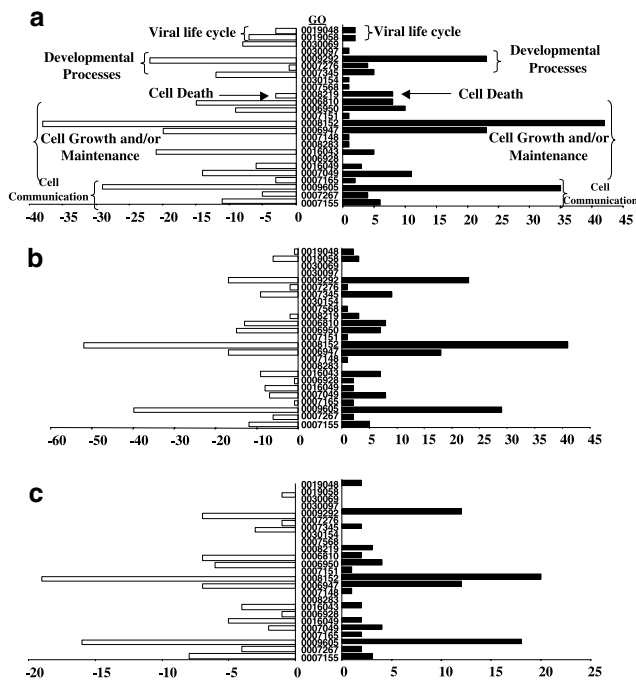 a
GO
0019048
0019058
0030069
0030097
0009292
0007276
0007345
0030154
0007568
0008219
0006810
0006950
0007151
0008152
0006947
0007148
0008283
0016043
0006928
0016049
0007049
0007165
0009605
0007267
0007155
Viral life cycle
Viral life cycle
Developmental
Processes
Developmental
Processes
Cell Death
Cell Death
Cell Growth and/or
Maintenance
Cell Growth and/or
Maintenance
Cell
Communication
Cell
Communication
-40 -35 -30 -25 -20 -15 -10 -5 0
0 5 10 15 20 25 30 35 40 45
b
0019048
0019058
0030069
0030097
0009292
0007276
0007345
0030154
0007568
0008219
0006810
0006950
0007151
0008152
0006947
0007148
0008283
0016043
0006928
0016049
0007049
0007165
0009605
0007267
0007155
-60 -50 -40 -30 -20 -10 0
0 5 10 15 20 25 30 35 40 45
c
0019048
0019058
0030069
0030097
0009292
0007276
0007345
0030154
0007568
0008219
0006810
0006950
0007151
0008152
0006947
0007148
0008283
0016043
0006928
0016049
0007049
0007165
0009605
0007267
0007155
-20 -15 -10 -5 0
0 5 10 15 20 25